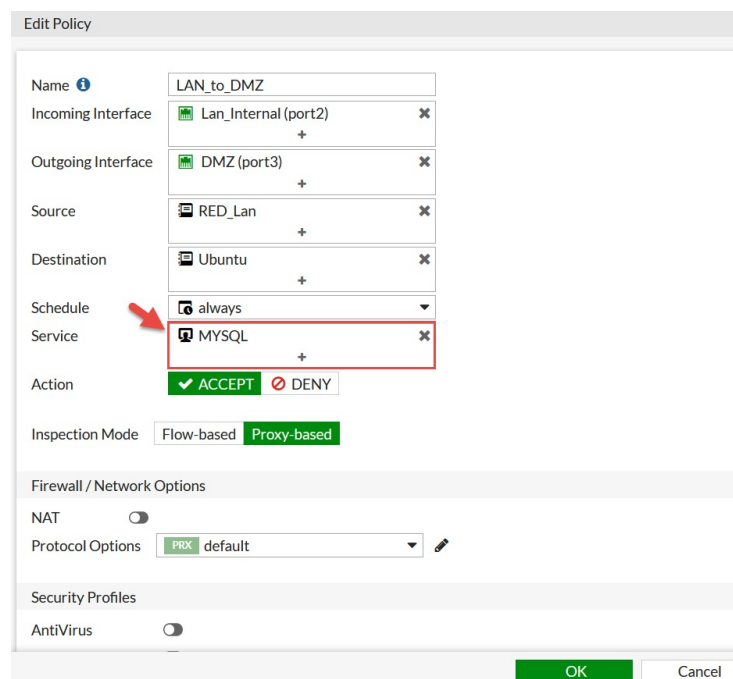 Edit Policy
Name
LAN_to_DMZ
Incoming Interface
Lan_Internal (port2)
+
Outgoing Interface
DMZ (port3)
+
Source
RED_Lan
+
Destination
Ubuntu
+
Schedule
always
Service
MYSQL
+
Action
ACCEPT
DENY
Inspection Mode
Flow-based
Proxy-based
Firewall / Network Options
NAT
Protocol Options
PRX default
Security Profiles
AntiVirus
OK
Cancel